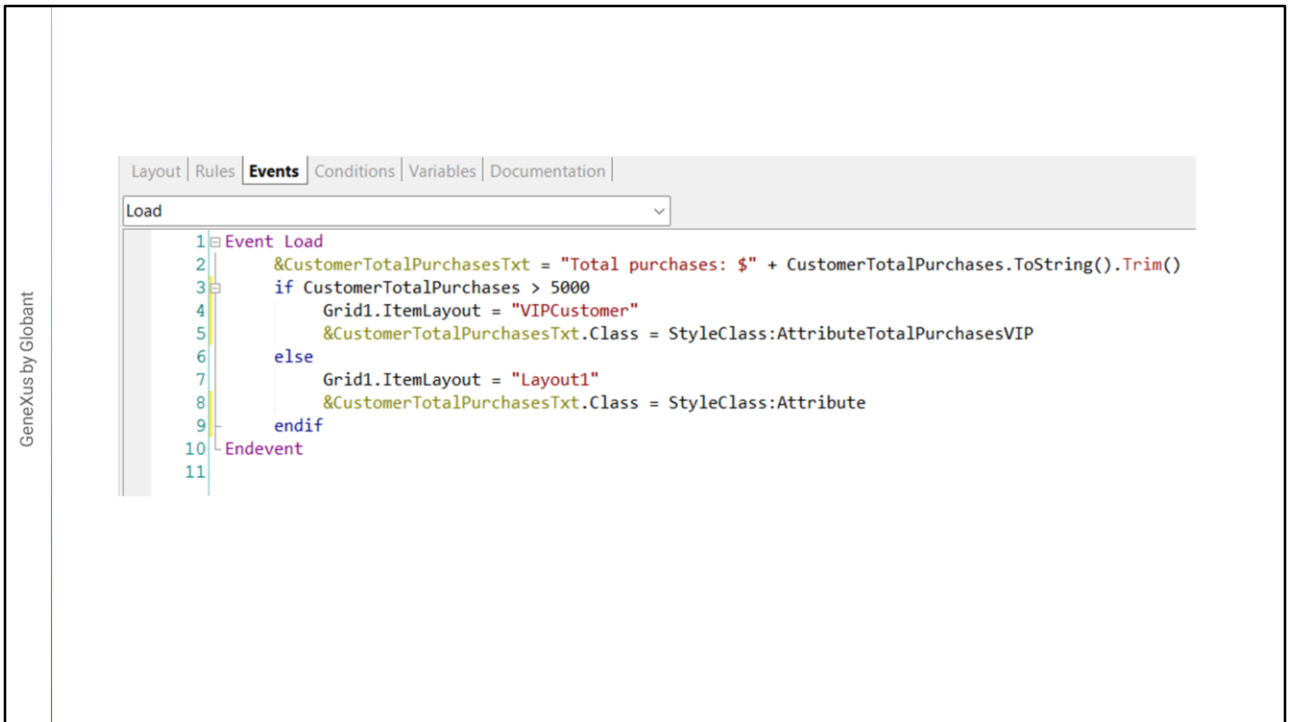 GeneXus by Globant
Layout Rules Events Conditions Variables Documentation
Load
1 Event Load
2 &CustomerTotalPurchasesTxt = "Total purchases: $" + CustomerTotalPurchases.ToString().Trim()
3 if CustomerTotalPurchases > 5000
4 Grid1.ItemLayout = "VIPCustomer"
5 &CustomerTotalPurchasesTxt.Class = StyleClass:AttributeTotalPurchasesVIP
6 else
7 Grid1.ItemLayout = "Layout1"
8 &CustomerTotalPurchasesTxt.Class = StyleClass:Attribute
9 endif
10 Endevent
11